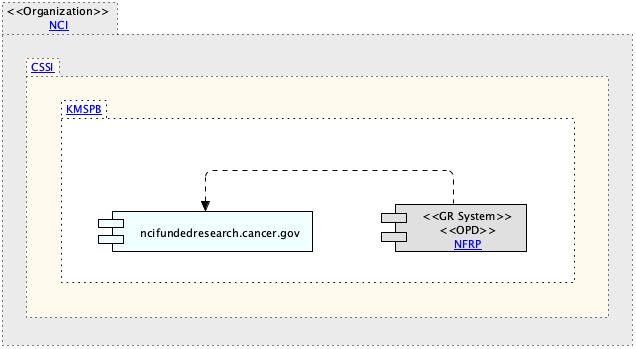 <<Organization>>
NCI
CSSI
KMSPB
ncifundedresearch.cancer.gov
<<GR System>>
<<OPD>>
NFRP